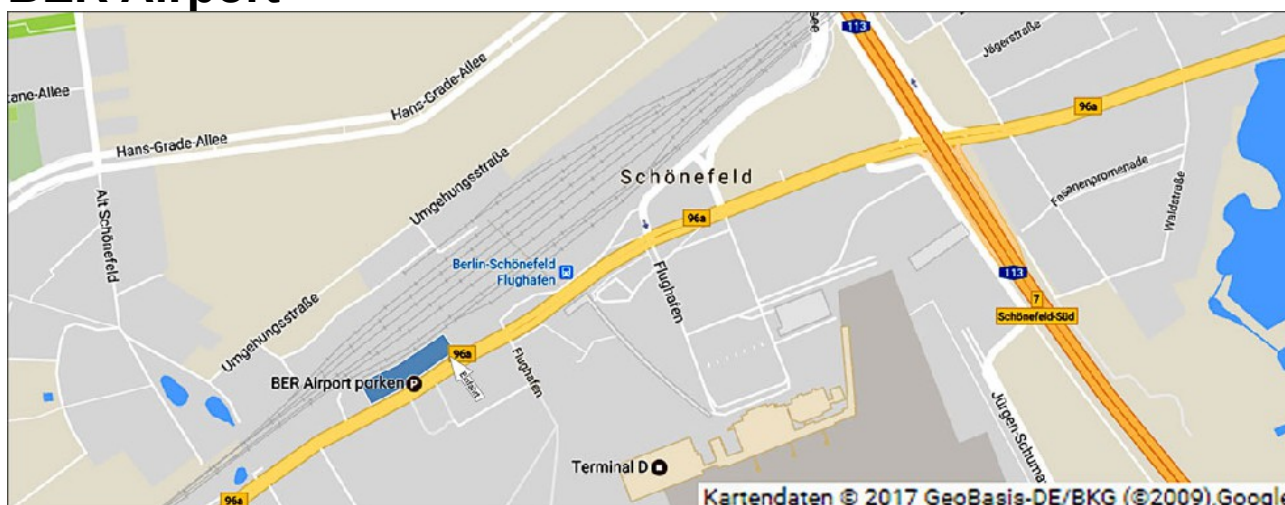 BER Airport
113
Jägerstraße
96a
Hans-Grade-Allee
Hans-Grade-Allee
Umgehungsstraße
Schönefeld
Fasanenpromenade
Waldstraße
Alt Schönefeld
96a
Berlin-Schönefeld
Flughafen
Flughafen
113
7
Schönefeld-Süd
Umgehungsstraße
96a
Flughafen
BER Airport parken P
Einfahrt
Terminal D
96a
Kartendaten © 2017 GeoBasis-DE/BKG (©2009),Google